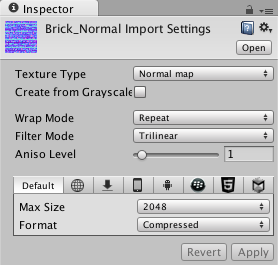 Inspector
Brick_Normal Import Settings
Open
Texture Type Normal map
Create from Grayscale
Wrap Mode Repeat
Filter Mode Trilinear
Aniso Level 1
Default
Max Size 2048
Format Compressed
Revert Apply